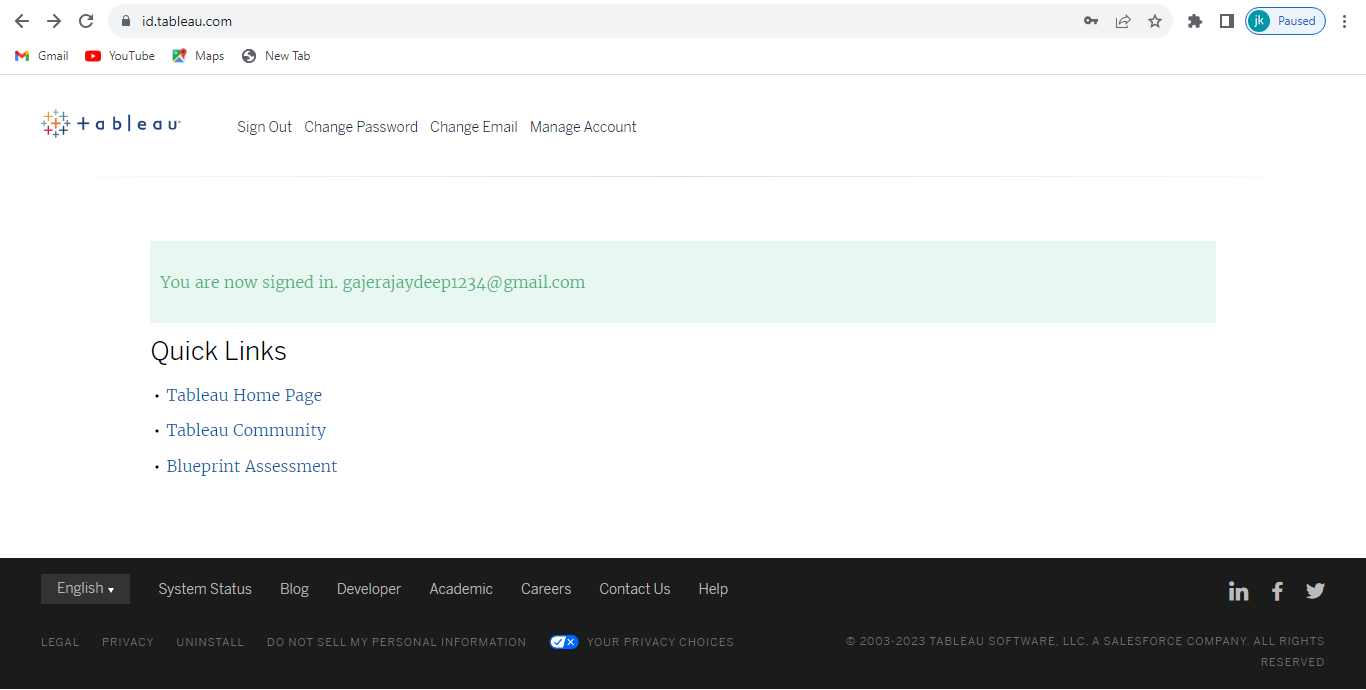 id.tableau.com
jk Paused
Gmail YouTube Maps New Tab
+ a b l e a u
Sign Out Change Password Change Email Manage Account
You are now signed in. gajerajaydeep1234@gmail.com
Quick Links
• Tableau Home Page
• Tableau Community
• Blueprint Assessment
English ▾ System Status Blog Developer Academic Careers Contact Us Help
LEGAL PRIVACY UNINSTALL DO NOT SELL MY PERSONAL INFORMATION YOUR PRIVACY CHOICES
© 2003-2023 TABLEAU SOFTWARE, LLC, A SALESFORCE COMPANY. ALL RIGHTS
RESERVED